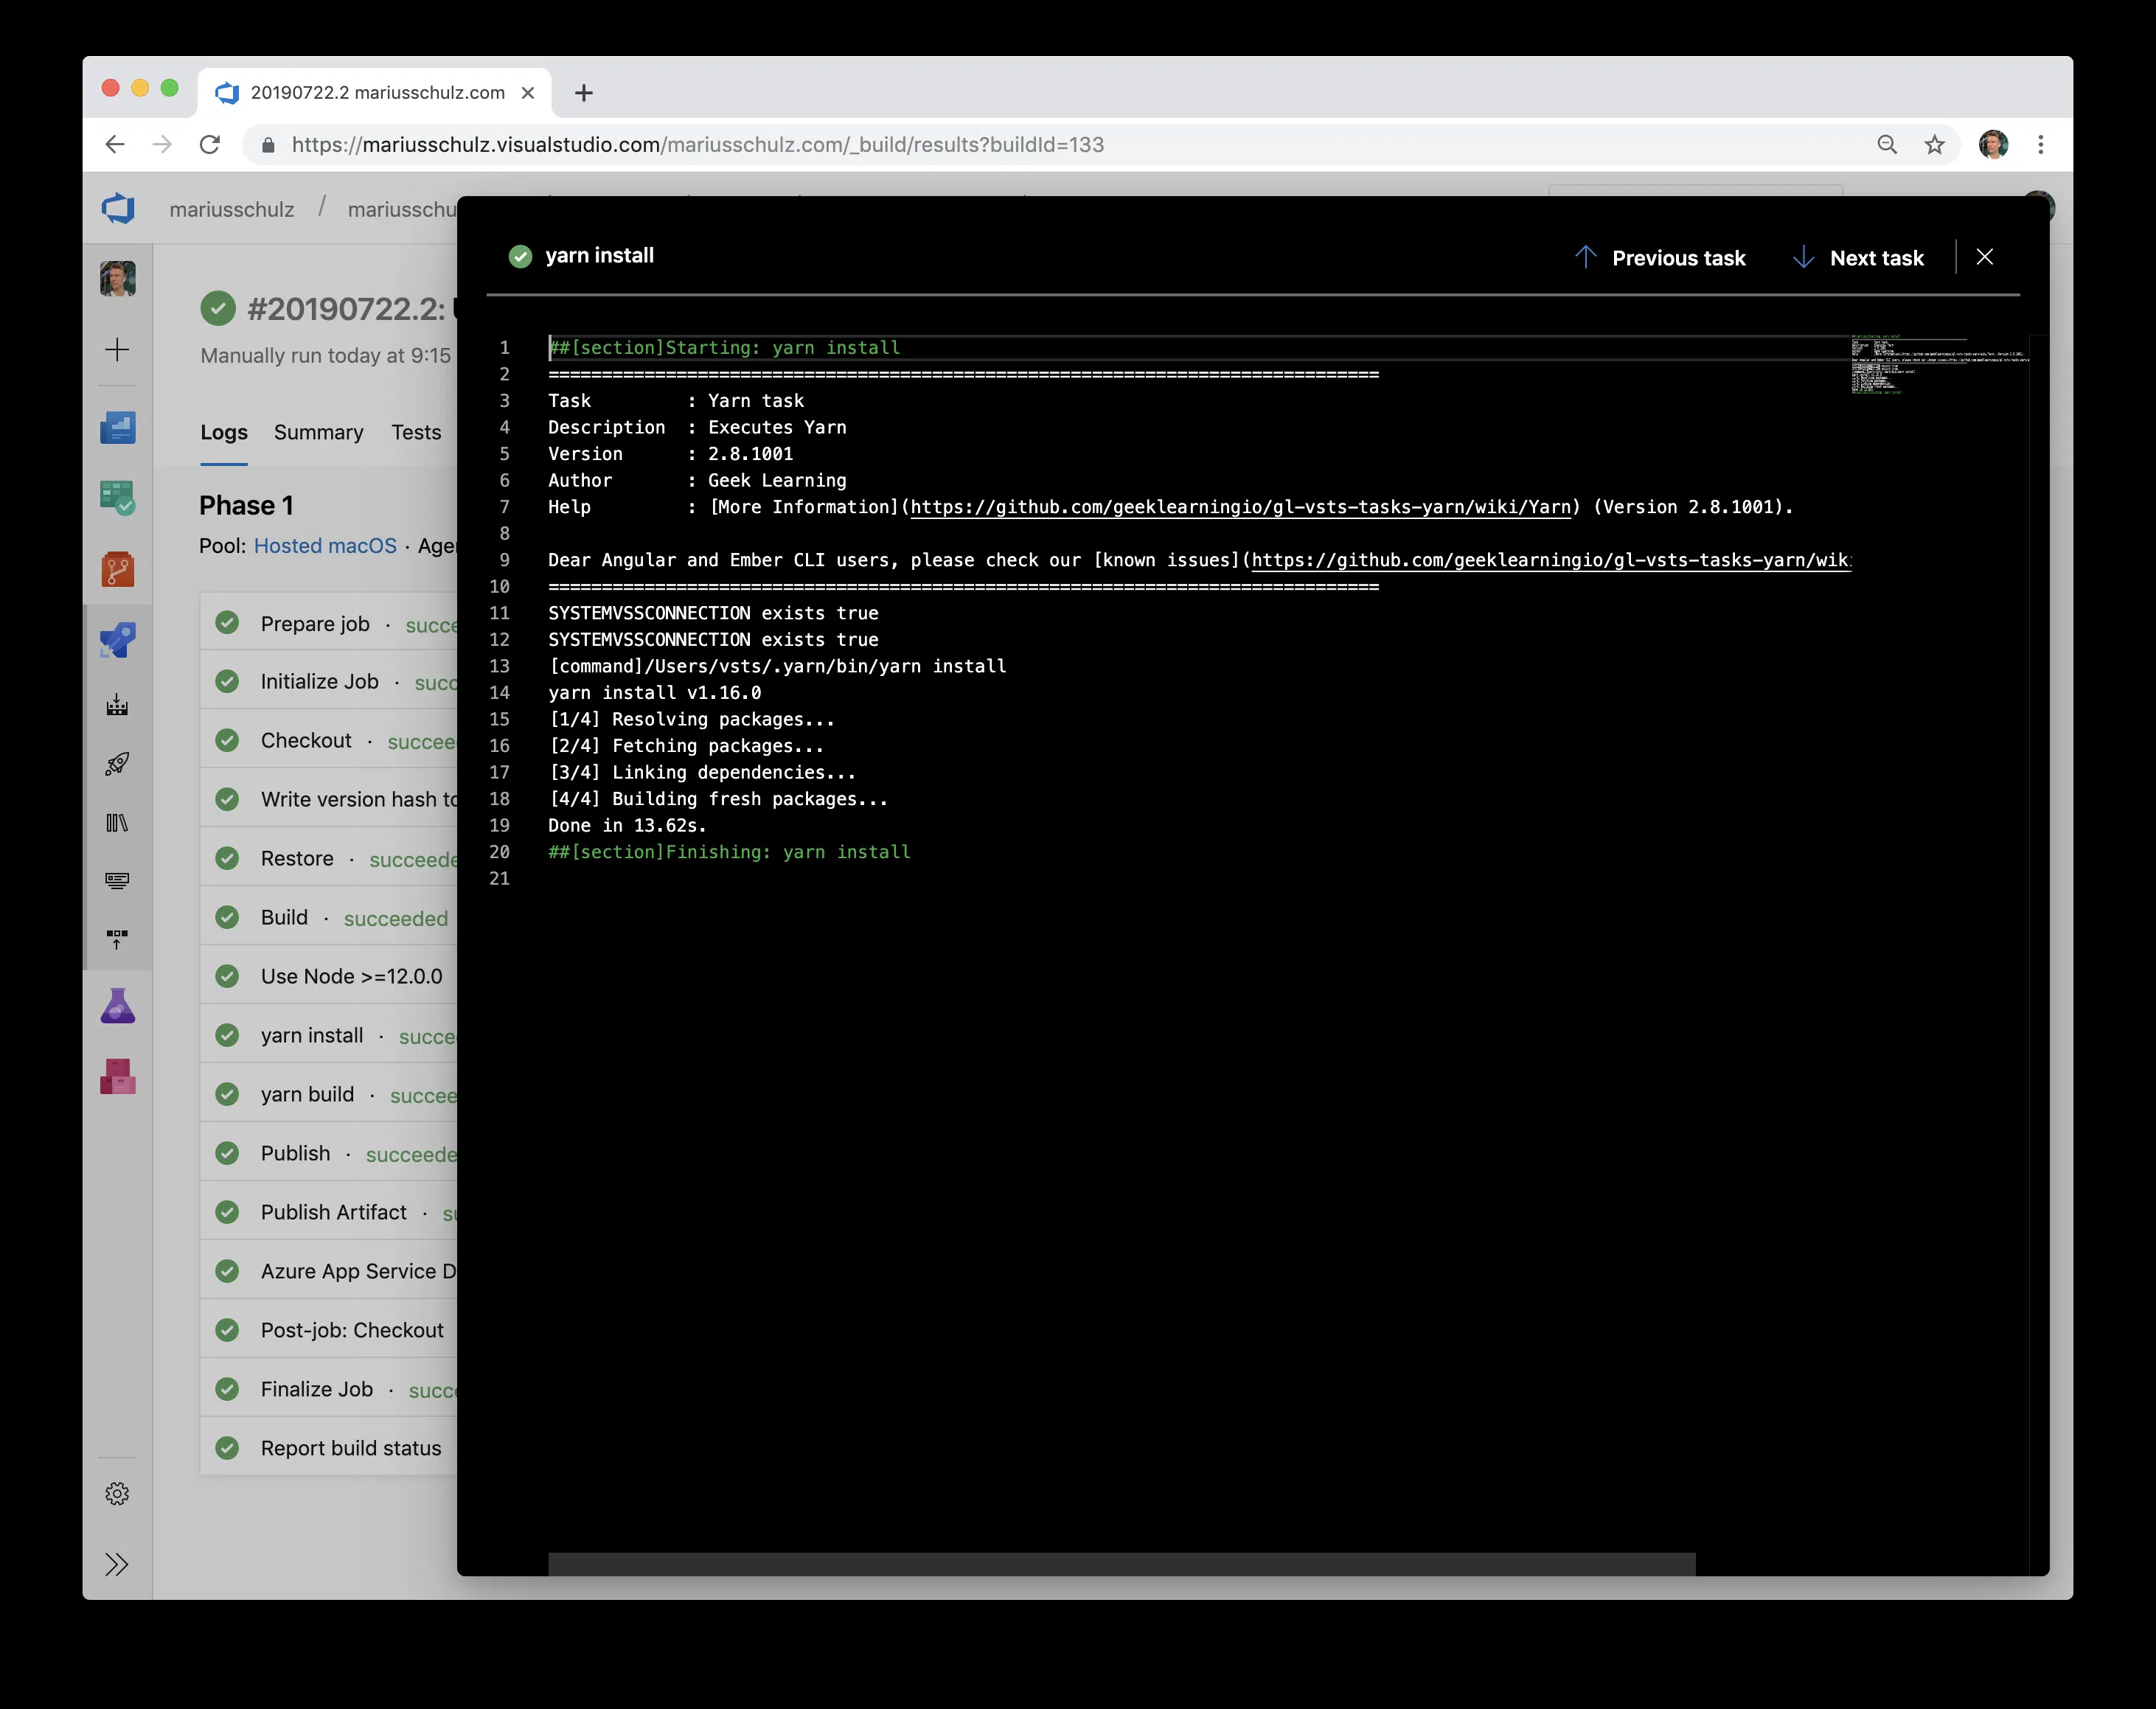 20190722.2 mariusschulz.com
https://mariusschulz.visualstudio.com/mariusschulz.com/_build/results?buildId=133
mariusschulz / mariusschu
yarn install
Previous task
Next task
#20190722.2:
Manually run today at 9:15
Logs Summary Tests
Phase 1
Pool: Hosted macOS · Age
Prepare job · succe
Initialize Job · succ
Checkout · succee
Write version hash to
Restore · succeede
Build · succeeded
Use Node >=12.0.0
yarn install · succe
yarn build · succee
Publish · succeede
Publish Artifact · su
Azure App Service D
Post-job: Checkout
Finalize Job · succ
Report build status
1 ##[section]Starting: yarn install
2 ==============================================================================
3 Task         : Yarn task
4 Description  : Executes Yarn
5 Version      : 2.8.1001
6 Author       : Geek Learning
7 Help         : [More Information](https://github.com/geeklearningio/gl-vsts-tasks-yarn/wiki/Yarn) (Version 2.8.1001).
8
9 Dear Angular and Ember CLI users, please check our [known issues](https://github.com/geeklearningio/gl-vsts-tasks-yarn/wiki
10 ==============================================================================
11 SYSTEMVSSCONNECTION exists true
12 SYSTEMVSSCONNECTION exists true
13 [command]/Users/vsts/.yarn/bin/yarn install
14 yarn install v1.16.0
15 [1/4] Resolving packages...
16 [2/4] Fetching packages...
17 [3/4] Linking dependencies...
18 [4/4] Building fresh packages...
19 Done in 13.62s.
20 ##[section]Finishing: yarn install
21